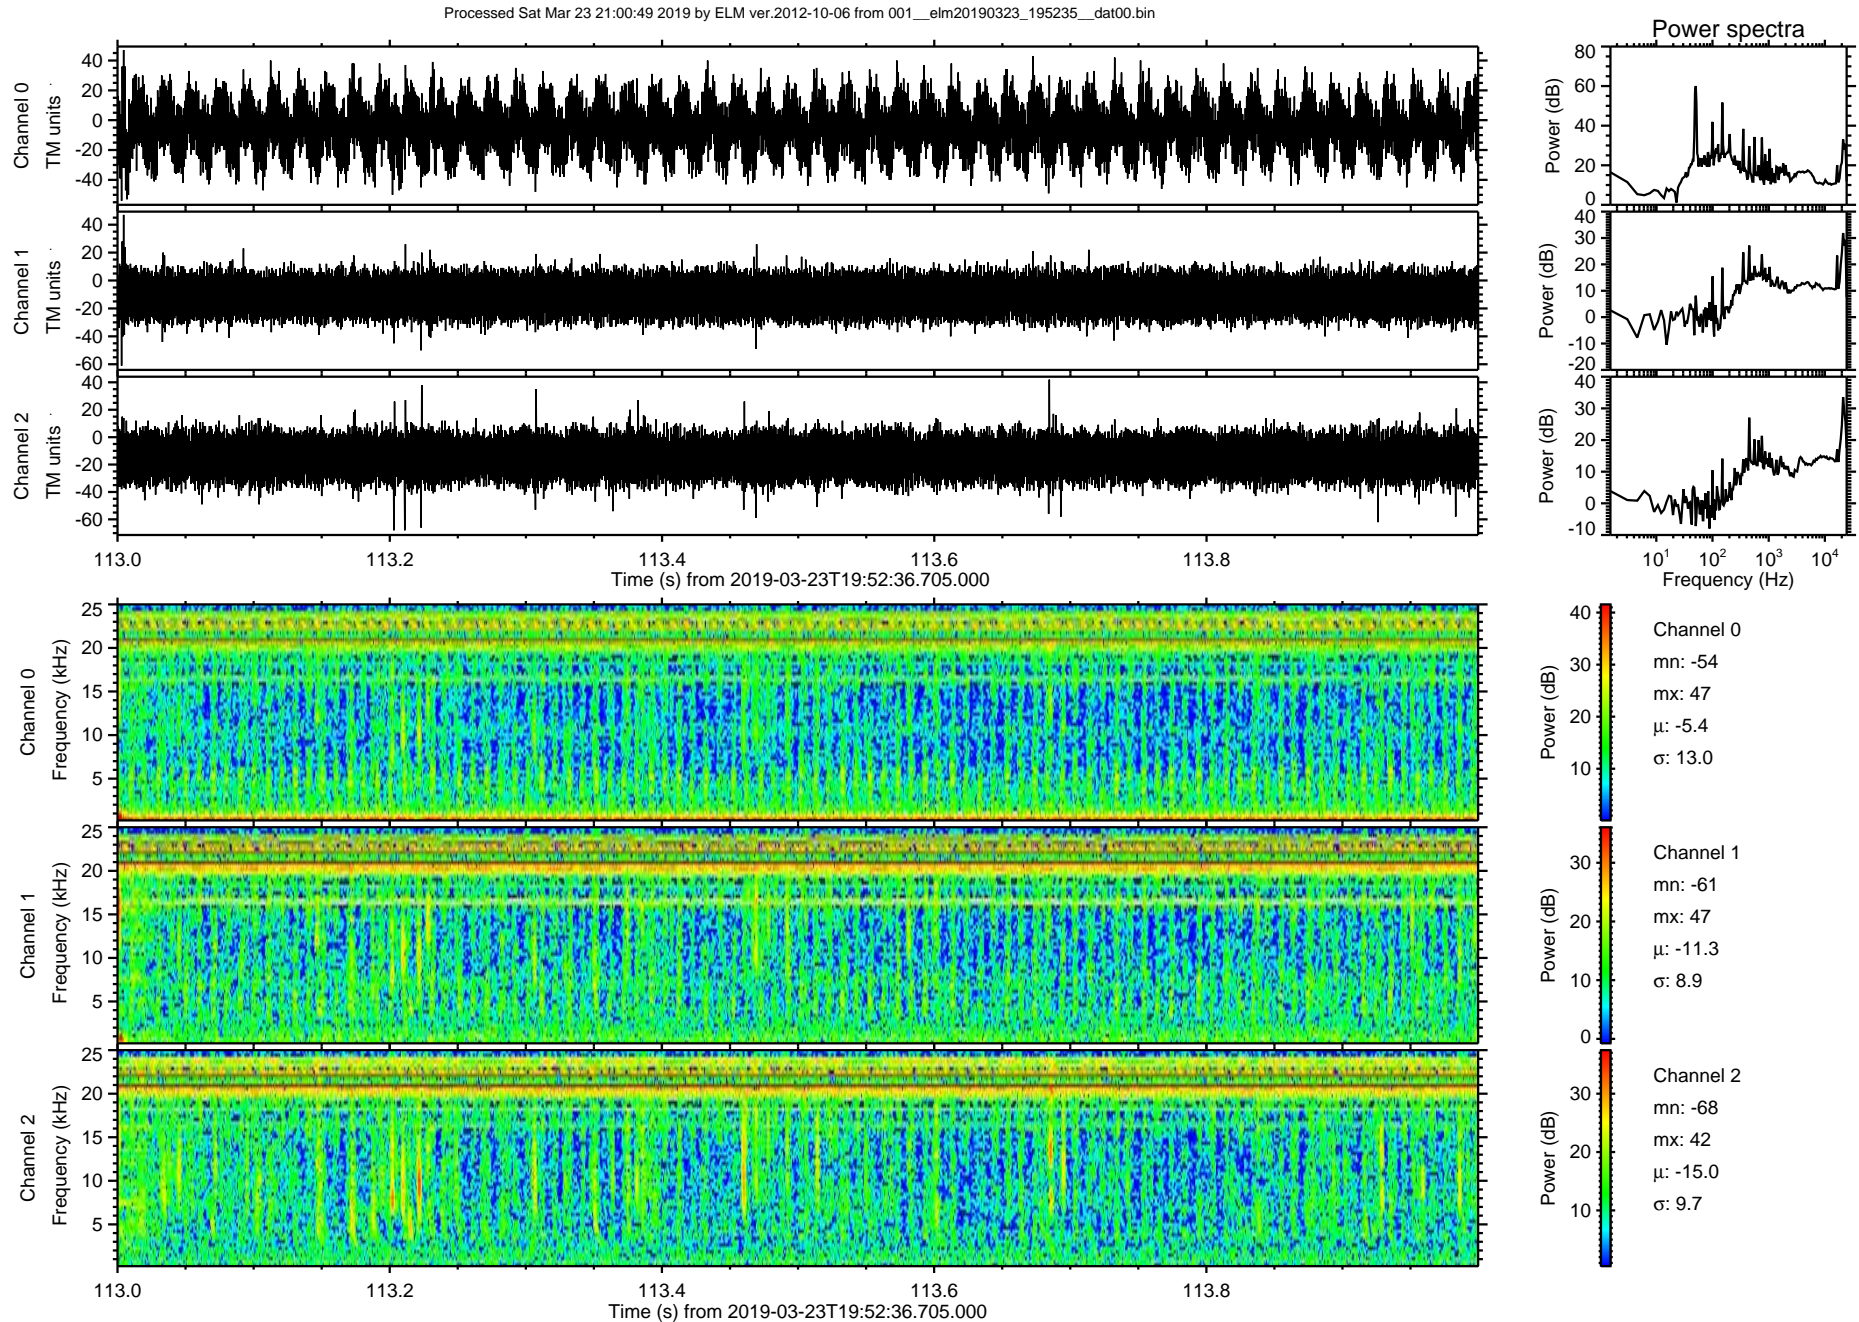 Processed Sat Mar 23 21:00:49 2019 by ELM ver.2012-10-06 from 001__elm20190323_195235__dat00.bin
Power spectra
Channel 0
TM units
40
20
0
-20
-40
Power (dB)
80
60
40
20
0
Channel 1
TM units
40
20
0
-20
-40
-60
Power (dB)
40
30
20
10
0
-10
-20
Channel 2
TM units
40
20
0
-20
-40
-60
Power (dB)
40
30
20
10
0
-10
113.0 113.2 113.4 113.6 113.8
Time (s) from 2019-03-23T19:52:36.705.000
10^1 10^2 10^3 10^4
Frequency (Hz)
Channel 0
Frequency (kHz)
25
20
15
10
5
Power (dB)
40
30
20
10
Channel 0
mn: -54
mx: 47
μ: -5.4
σ: 13.0
Channel 1
Frequency (kHz)
25
20
15
10
5
Power (dB)
30
20
10
0
Channel 1
mn: -61
mx: 47
μ: -11.3
σ: 8.9
Channel 2
Frequency (kHz)
25
20
15
10
5
Power (dB)
30
20
10
Channel 2
mn: -68
mx: 42
μ: -15.0
σ: 9.7
113.0 113.2 113.4 113.6 113.8
Time (s) from 2019-03-23T19:52:36.705.000